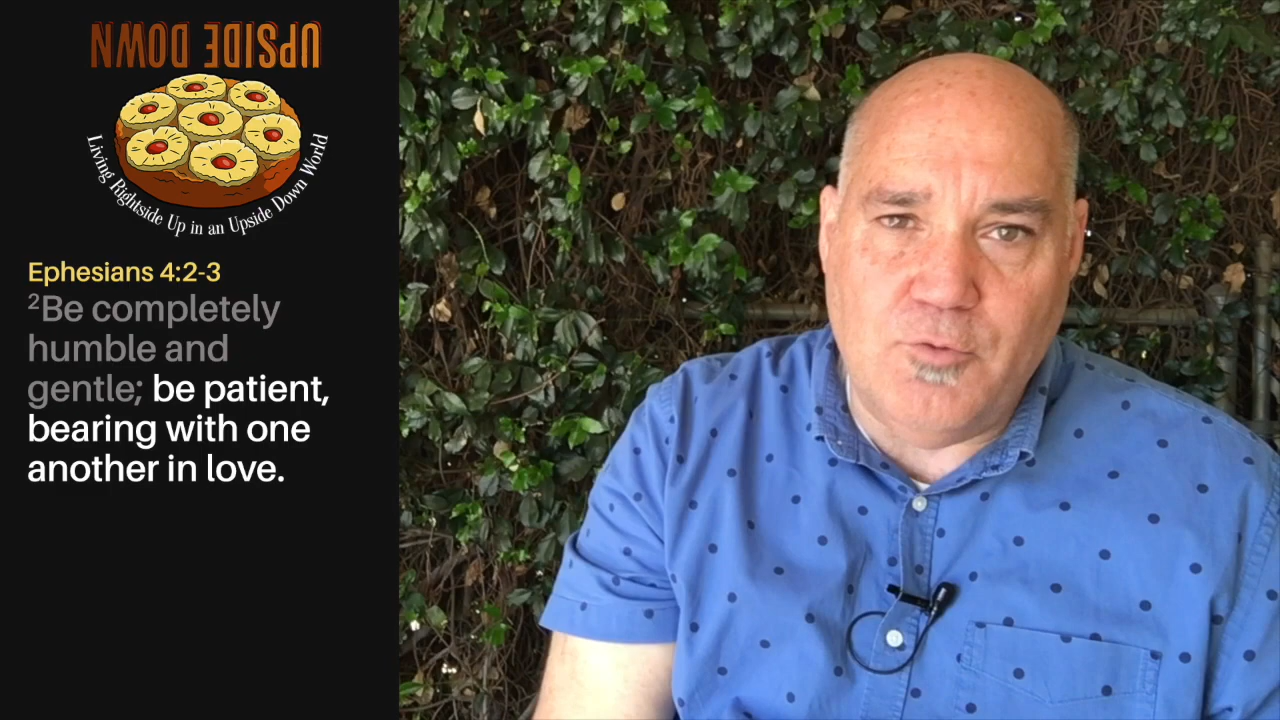 UPSIDE DOWN
Living Rightside Up in an Upside Down World
Ephesians 4:2-3
²Be completely
humble and
gentle; be patient,
bearing with one
another in love.